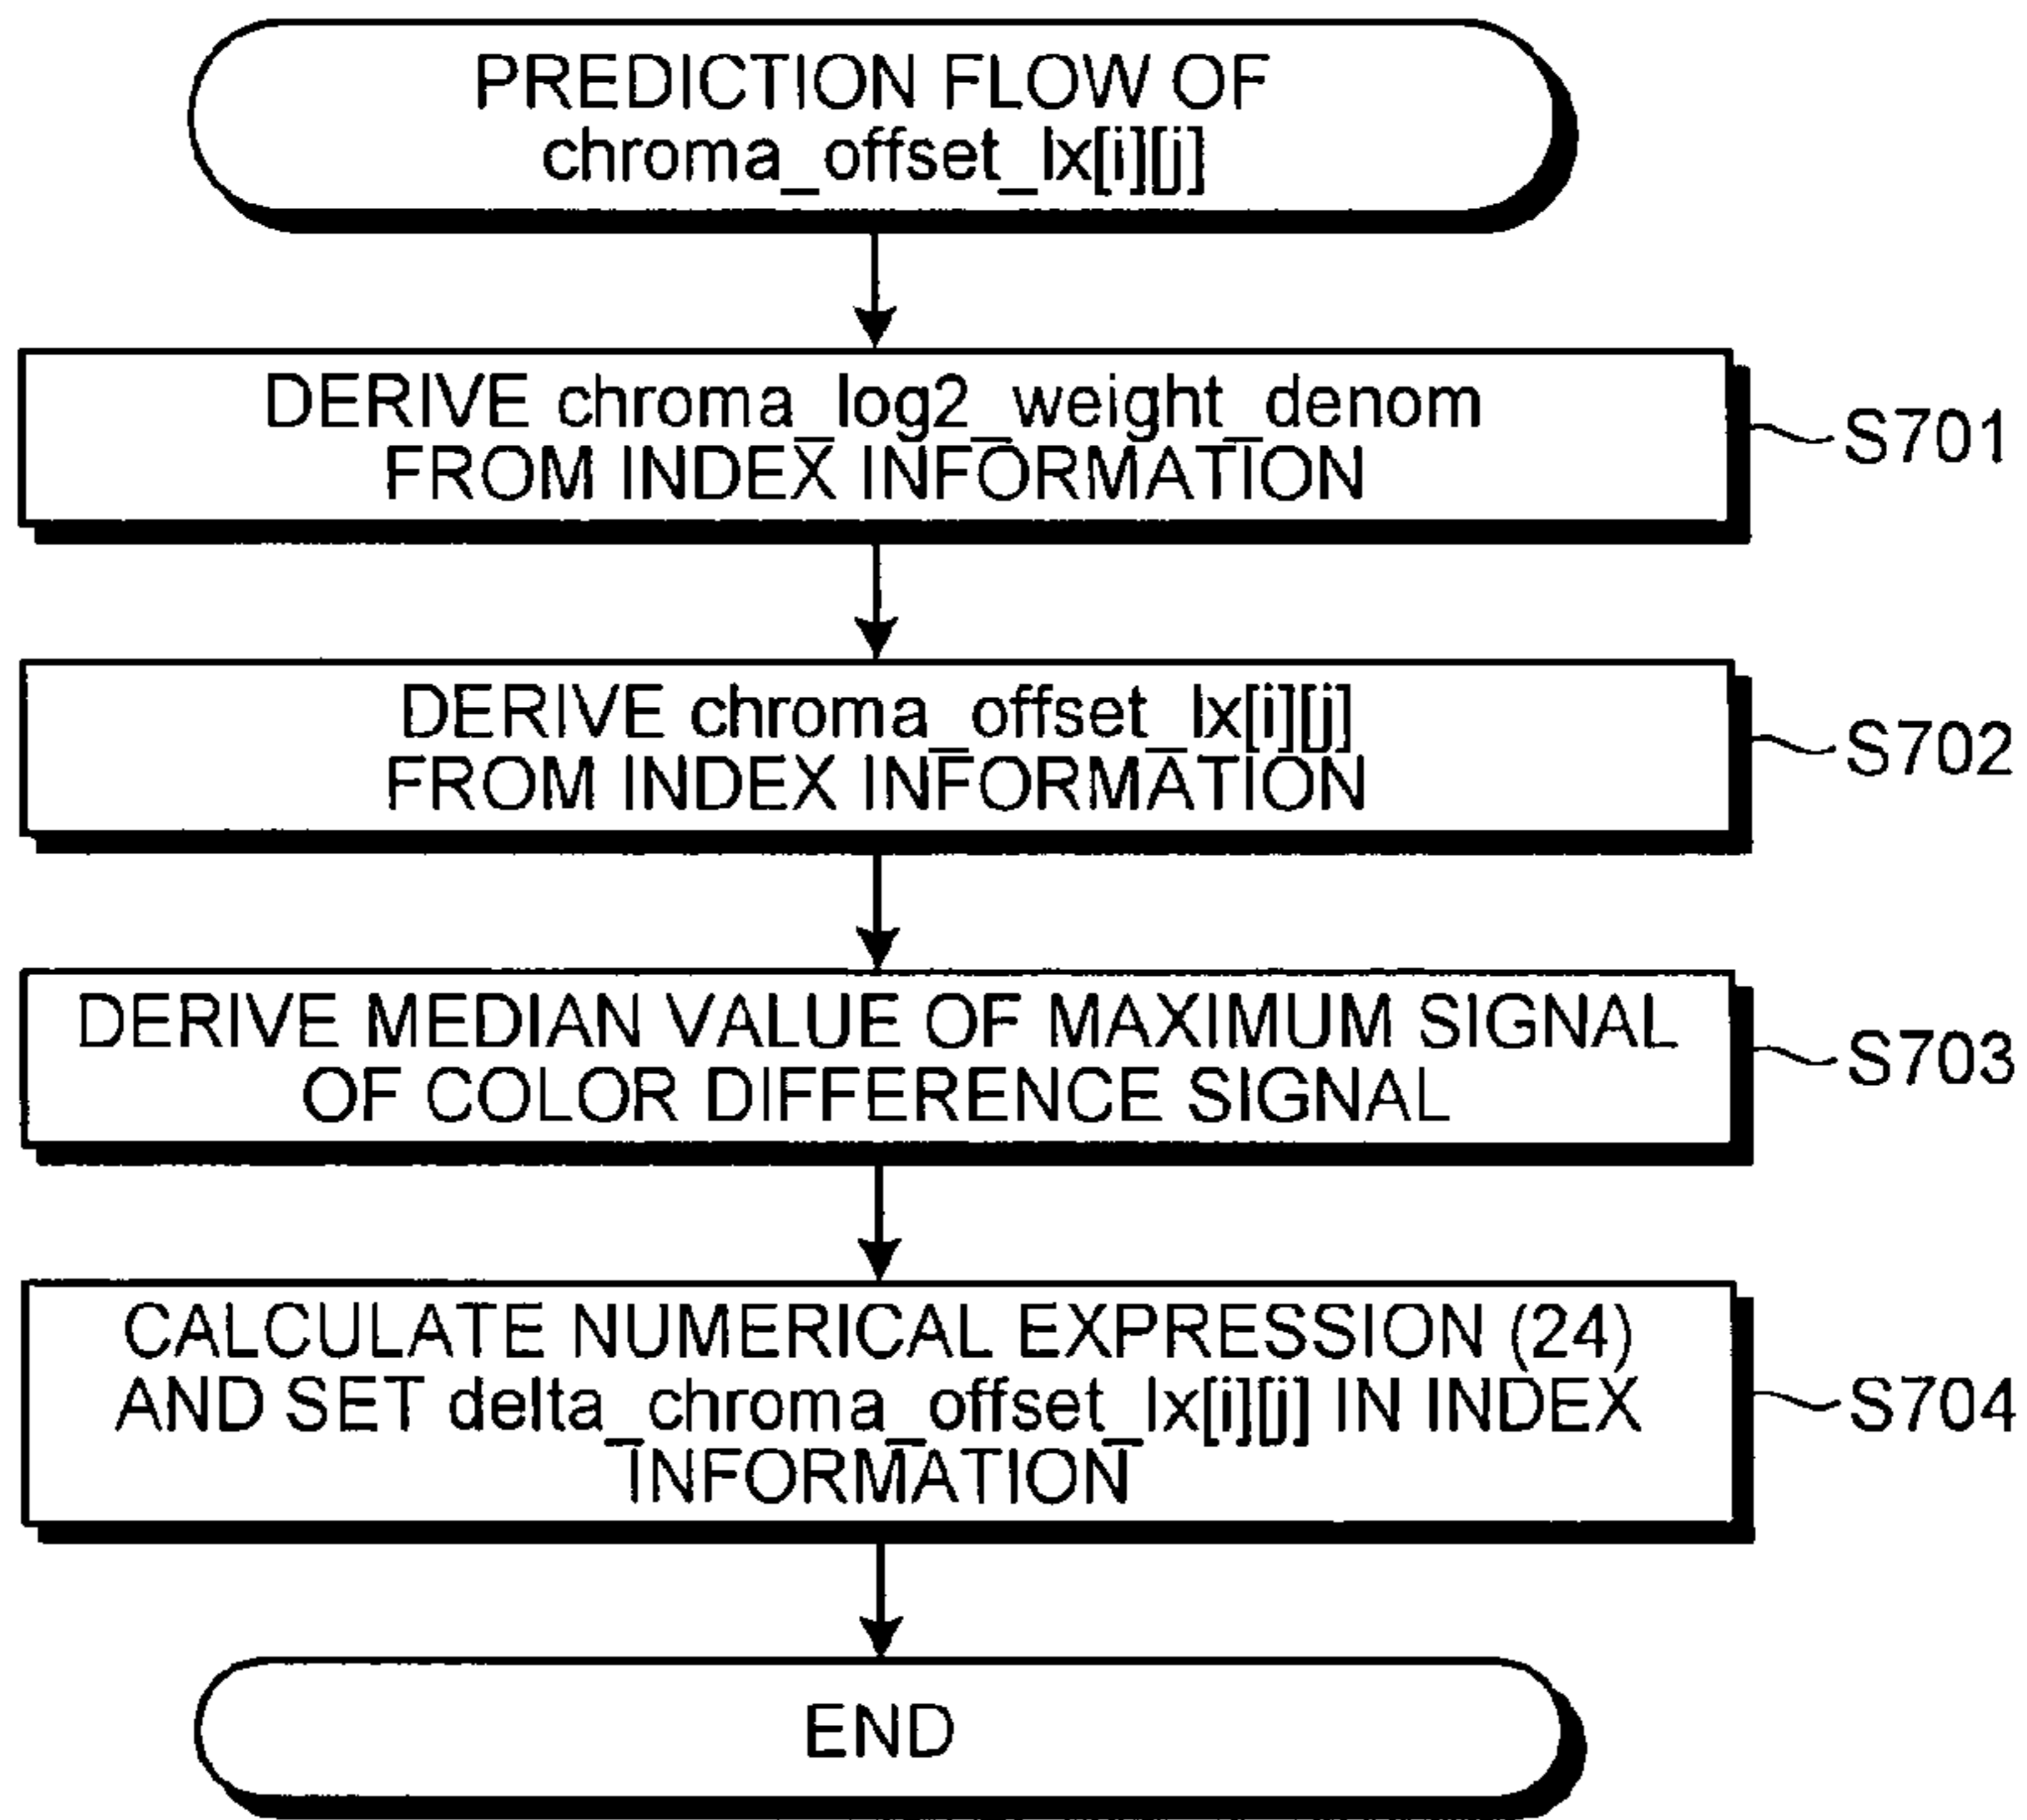 PREDICTION FLOW OF
chroma_offset_lx[i][j]
DERIVE chroma_log2_weight_denom
FROM INDEX INFORMATION
S701
DERIVE chroma_offset_lx[i][j]
FROM INDEX INFORMATION
S702
DERIVE MEDIAN VALUE OF MAXIMUM SIGNAL
OF COLOR DIFFERENCE SIGNAL
S703
CALCULATE NUMERICAL EXPRESSION (24)
AND SET delta_chroma_offset_lx[i][j] IN INDEX
INFORMATION
S704
END